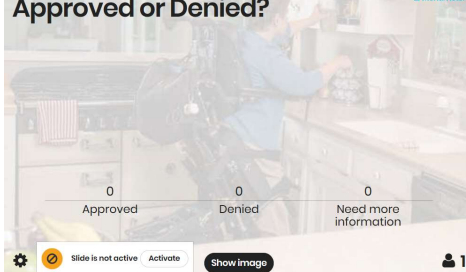 Approved or Denied?
0
0
0
Approved
Denied
Need more
information
Slide is not active
Activate
Show image
1